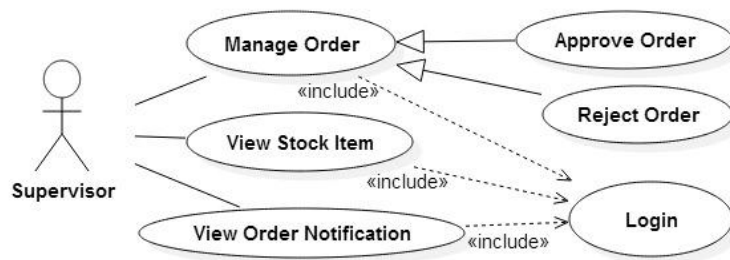 Manage Order
Approve Order
«include»
Reject Order
View Stock Item
Supervisor
«include»
Login
View Order Notification
«include»